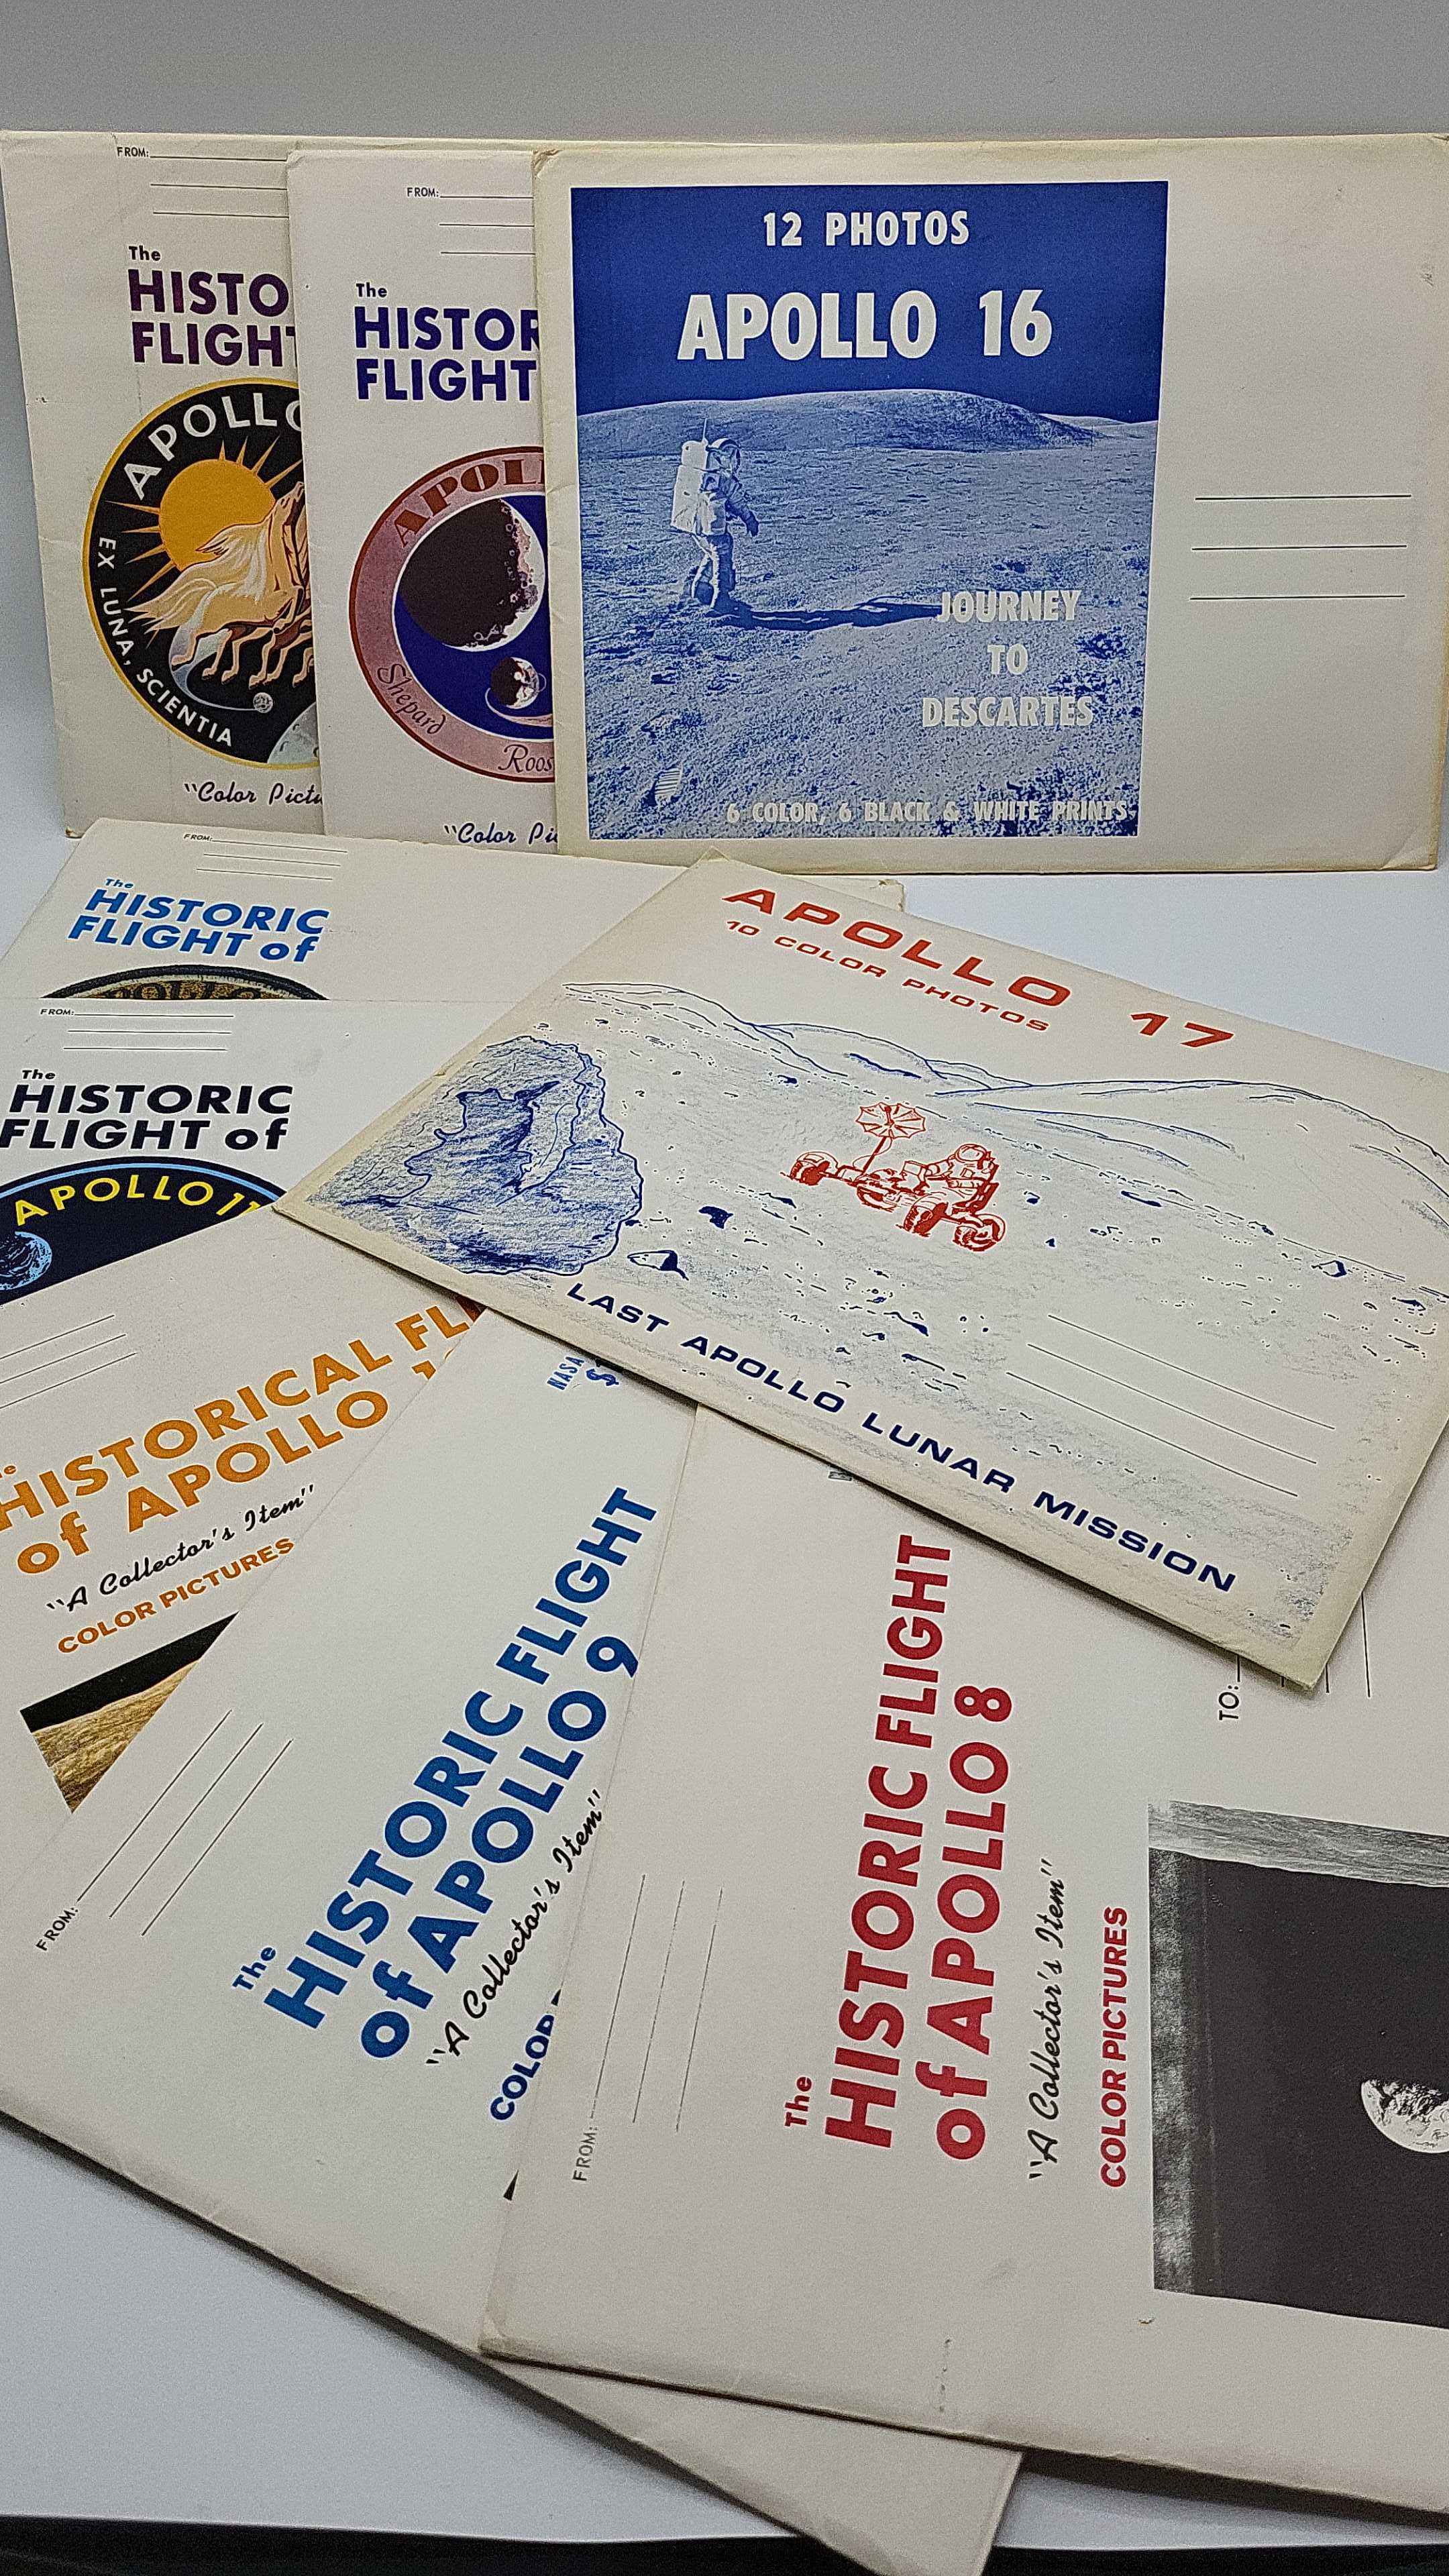 FROM:
The
HISTO
FLIGHT
APOLLO
EX LUNA, SCIENTIA
"Color Pictu
FROM:
The
HISTOR
FLIGHT
APOLL
Shepard
Roos
"Color Pi
12 PHOTOS
APOLLO 16
JOURNEY
TO
DESCARTES
6 COLOR, 6 BLACK & WHITE PRINTS
FROM:
The
HISTORIC
FLIGHT of
APOLLO 17
10 COLOR PHOTOS
LAST APOLLO LUNAR MISSION
FROM:
The
HISTORIC
FLIGHT of
APOLLO 11
HISTORICAL FL
of APOLLO 1
"A Collector's Item"
COLOR PICTURES
NASA
$
FROM:
The
HISTORIC FLIGHT
of APOLLO 9
"A Collector's Item"
COLOR
FROM:
TO:
The
HISTORIC FLIGHT
of APOLLO 8
"A Collector's Item"
COLOR PICTURES